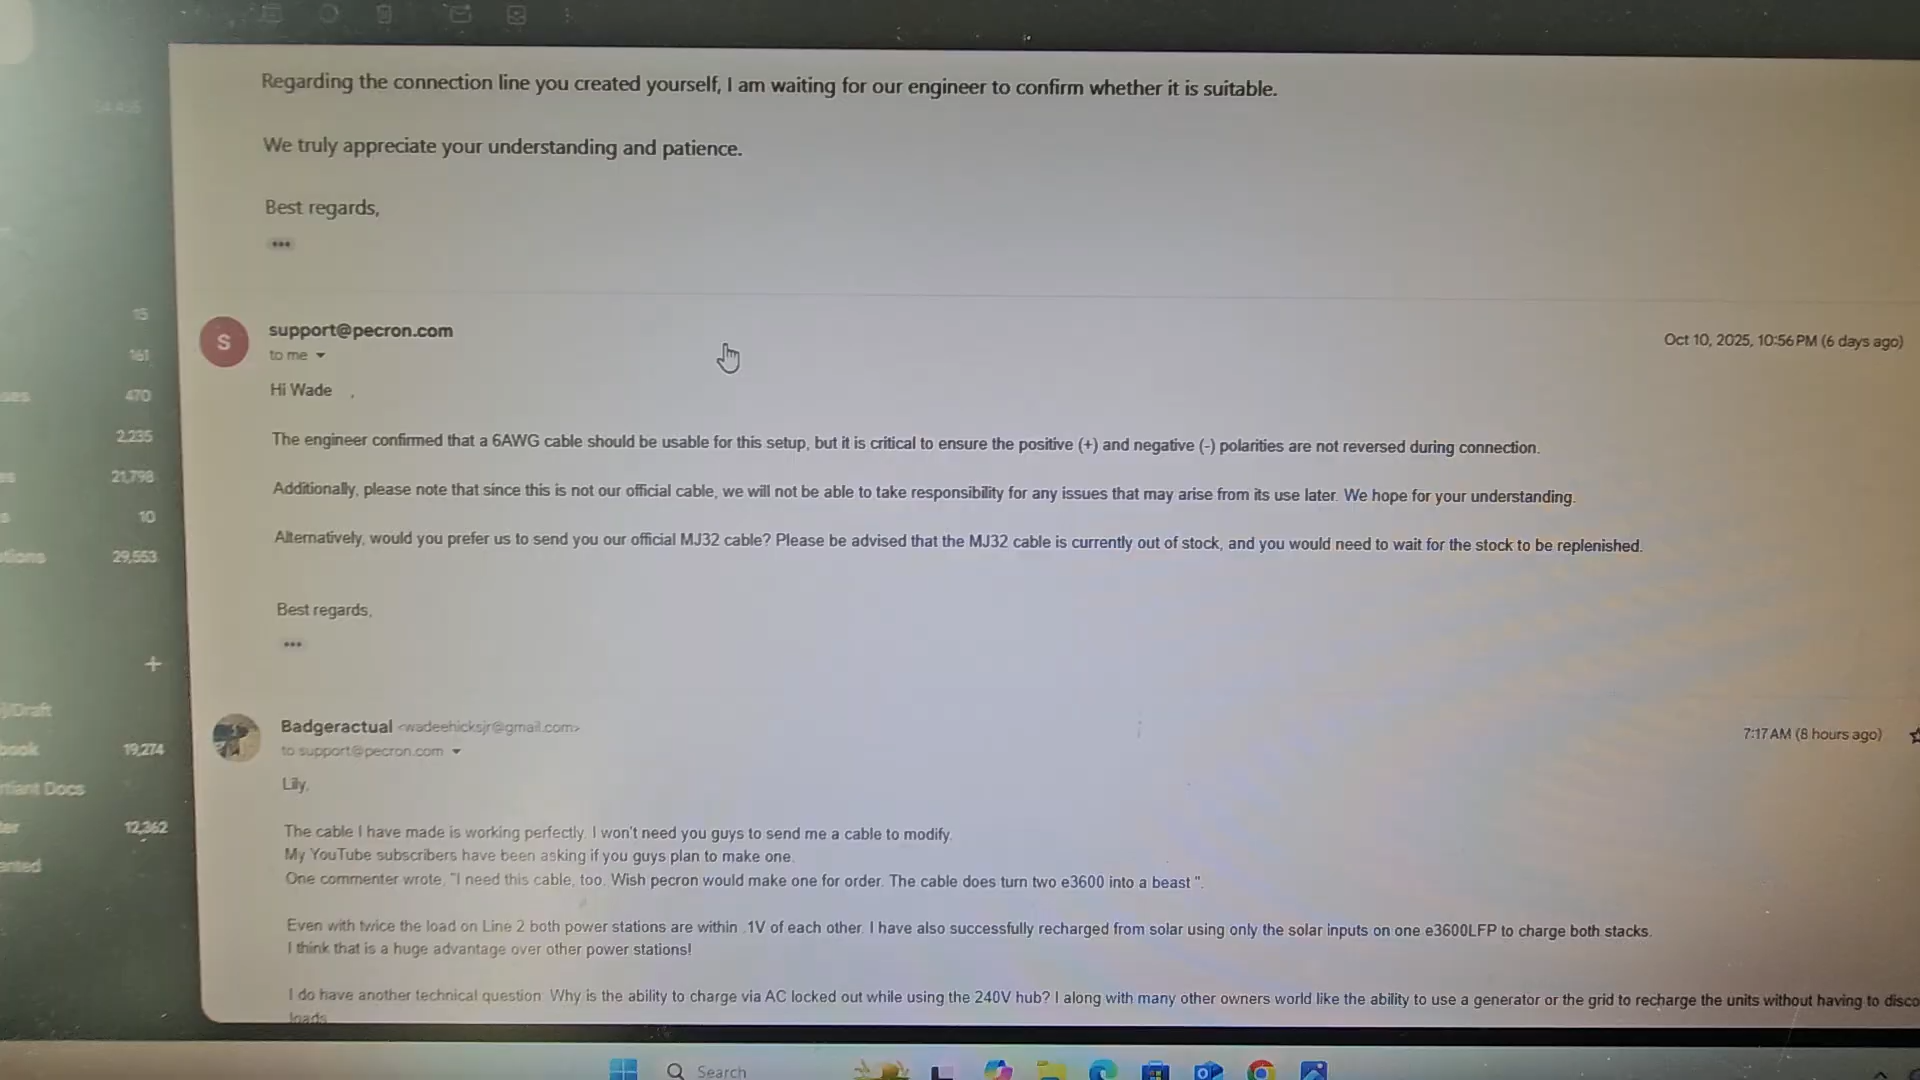 Regarding the connection line you created yourself, I am waiting for our engineer to confirm whether it is suitable.
We truly appreciate your understanding and patience.
Best regards,
•••
S
support@pecron.com
Oct 10, 2025, 10:56 PM (6 days ago)
to me
Hi Wade ,
The engineer confirmed that a 6AWG cable should be usable for this setup, but it is critical to ensure the positive (+) and negative (-) polarities are not reversed during connection.
Additionally, please note that since this is not our official cable, we will not be able to take responsibility for any issues that may arise from its use later. We hope for your understanding.
Alternatively, would you prefer us to send you our official MJ32 cable? Please be advised that the MJ32 cable is currently out of stock, and you would need to wait for the stock to be replenished.
Best regards,
•••
Badgeractual <wadeehicksjr@gmail.com>
7:17 AM (8 hours ago)
to support@pecron.com
Lily,
The cable I have made is working perfectly. I won't need you guys to send me a cable to modify.
My YouTube subscribers have been asking if you guys plan to make one.
One commenter wrote, "I need this cable, too. Wish pecron would make one for order. The cable does turn two e3600 into a beast ".
Even with twice the load on Line 2 both power stations are within .1V of each other. I have also successfully recharged from solar using only the solar inputs on one e3600LFP to charge both stacks.
I think that is a huge advantage over other power stations!
I do have another technical question: Why is the ability to charge via AC locked out while using the 240V hub? I along with many other owners world like the ability to use a generator or the grid to recharge the units without having to disco
loads
15
161
470
2,235
21,798
10
29,553
+
/Draft
book 19,274
rtiant Docs
12,362
Search